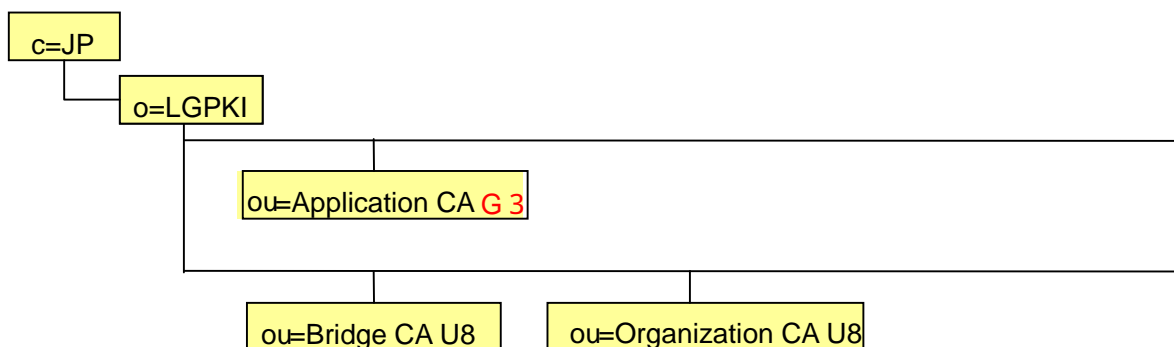 c=JP
o=LGPKI
ou=Application CA G 3
ou=Bridge CA U8
ou=Organization CA U8